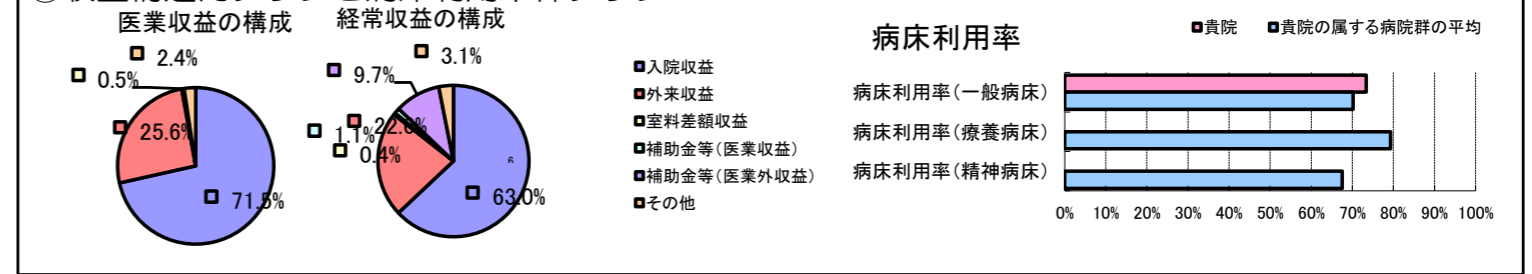 医業収益の構成
2.4%
0.5%
25.6%
71.5%
経常収益の構成
3.1%
9.7%
1.1%
0.4%
63.0%
入院収益
外来収益
室料差額収益
補助金等(医業収益)
補助金等(医業外収益)
その他
病床利用率
貴院 貴院の属する病院群の平均
病床利用率(一般病床)
病床利用率(療養病床)
病床利用率(精神病床)
0% 10% 20% 30% 40% 50% 60% 70% 80% 90% 100%